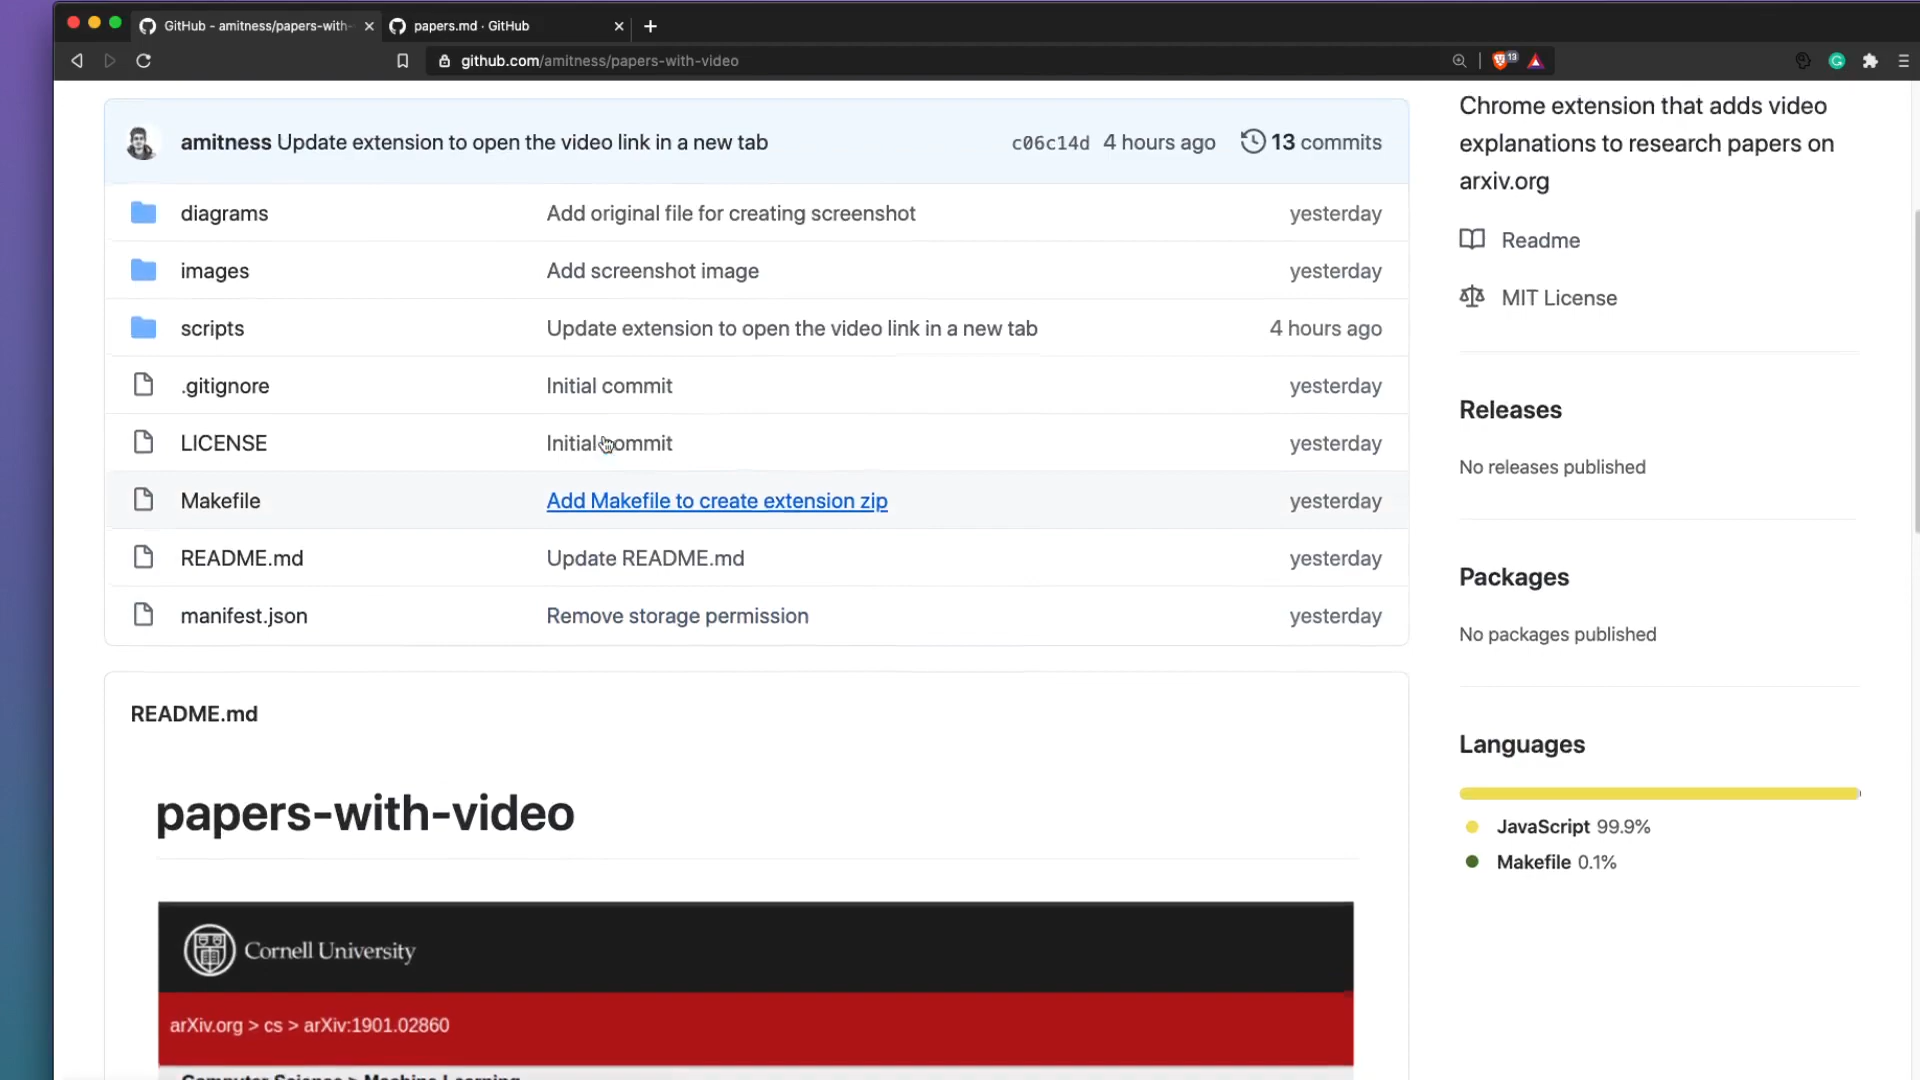 GitHub - amitness/papers-with-
papers.md · GitHub
github.com/amitness/papers-with-video
13
amitness Update extension to open the video link in a new tab
c06c14d 4 hours ago
13 commits
diagrams
Add original file for creating screenshot
yesterday
images
Add screenshot image
yesterday
scripts
Update extension to open the video link in a new tab
4 hours ago
.gitignore
Initial commit
yesterday
LICENSE
Initial commit
yesterday
Makefile
Add Makefile to create extension zip
yesterday
README.md
Update README.md
yesterday
manifest.json
Remove storage permission
yesterday
README.md
papers-with-video
Cornell University
arXiv.org > cs > arXiv:1901.02860
Computer Science > Machine Learning
Chrome extension that adds video
explanations to research papers on
arxiv.org
Readme
MIT License
Releases
No releases published
Packages
No packages published
Languages
JavaScript 99.9%
Makefile 0.1%